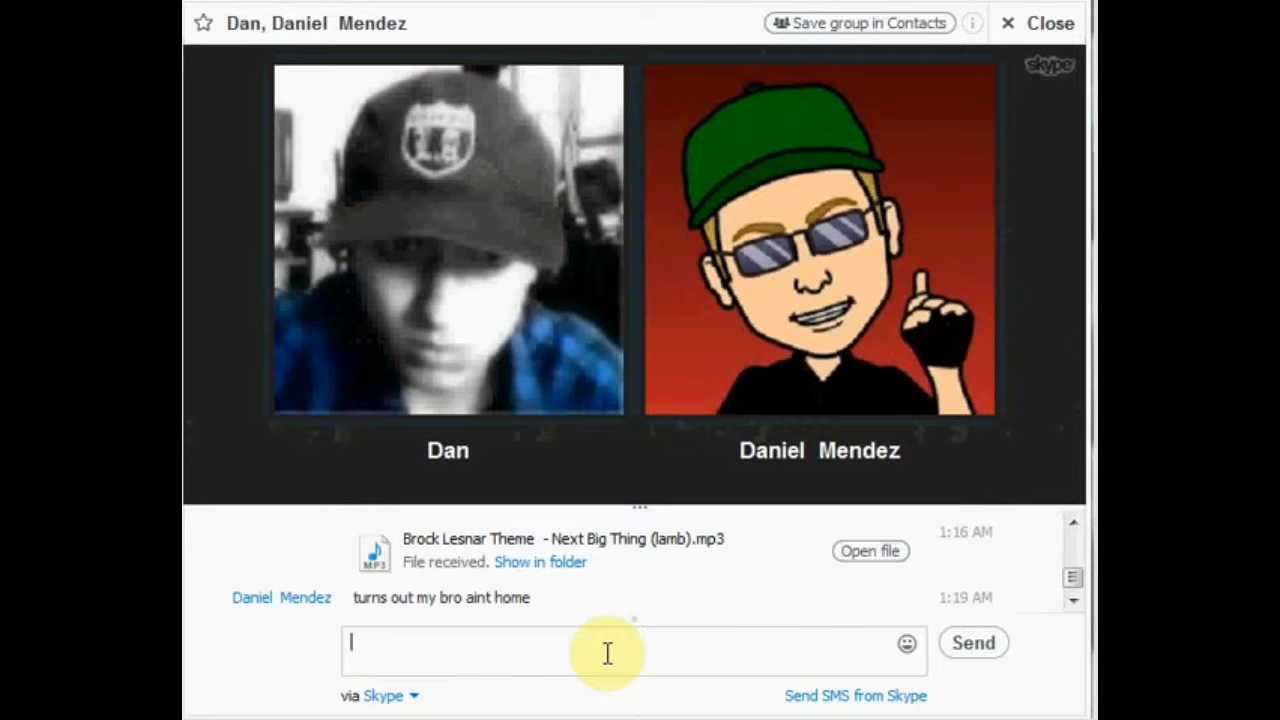 Dan, Daniel Mendez
Save group in Contacts
Close
skype
Dan
Daniel Mendez
Brock Lesnar Theme - Next Big Thing (lamb).mp3
1:16 AM
MP3
File received. Show in folder
Open file
Daniel Mendez turns out my bro aint home 1:19 AM
Send
via Skype
Send SMS from Skype